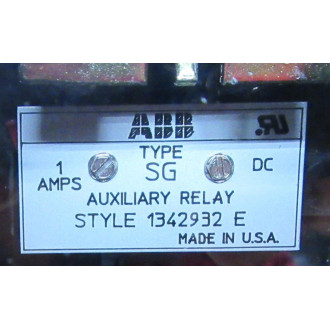 ABB
TYPE
1 SG DC
AMPS
AUXILIARY RELAY
STYLE 1342932 E
MADE IN U.S.A.